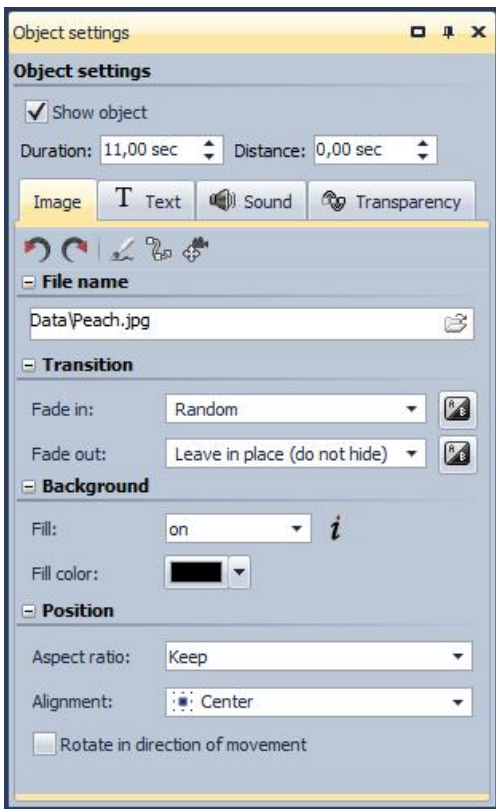 Object settings
Object settings
Show object
Duration: 11,00 sec Distance: 0,00 sec
Image T Text Sound Transparency
File name
Data\Peach.jpg
Transition
Fade in: Random A B
Fade out: Leave in place (do not hide) A B
Background
Fill: on i
Fill color:
Position
Aspect ratio: Keep
Alignment: Center
Rotate in direction of movement